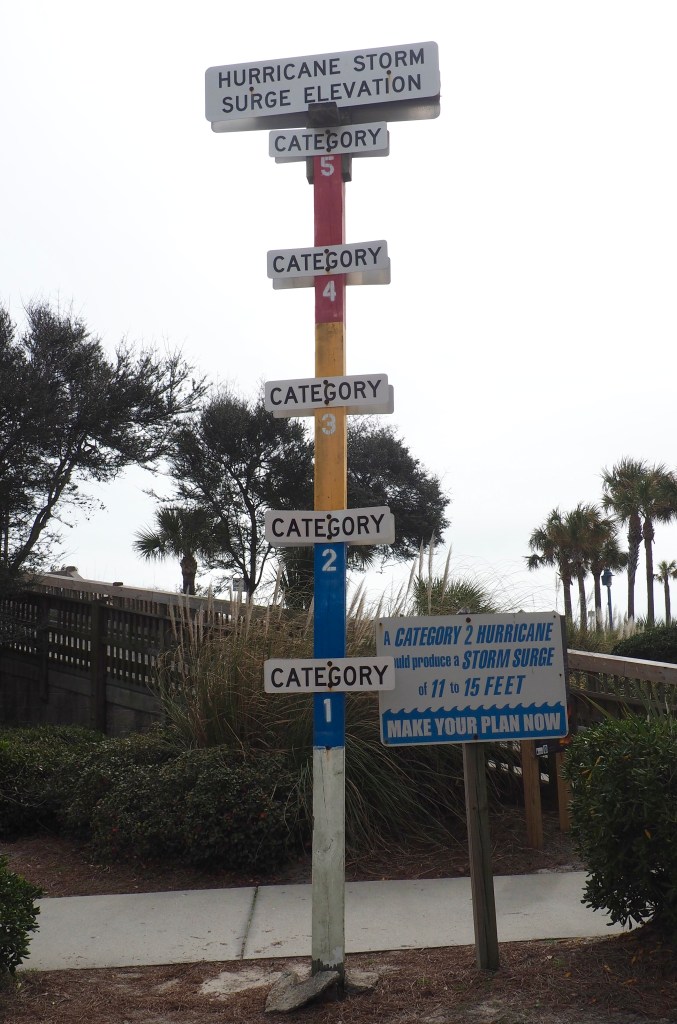 HURRICANE STORM
SURGE ELEVATION
CATEGORY
5
CATEGORY
4
CATEGORY
3
CATEGORY
2
CATEGORY
1
A CATEGORY 2 HURRICANE
uld produce a STORM SURGE
of 11 to 15 FEET
MAKE YOUR PLAN NOW